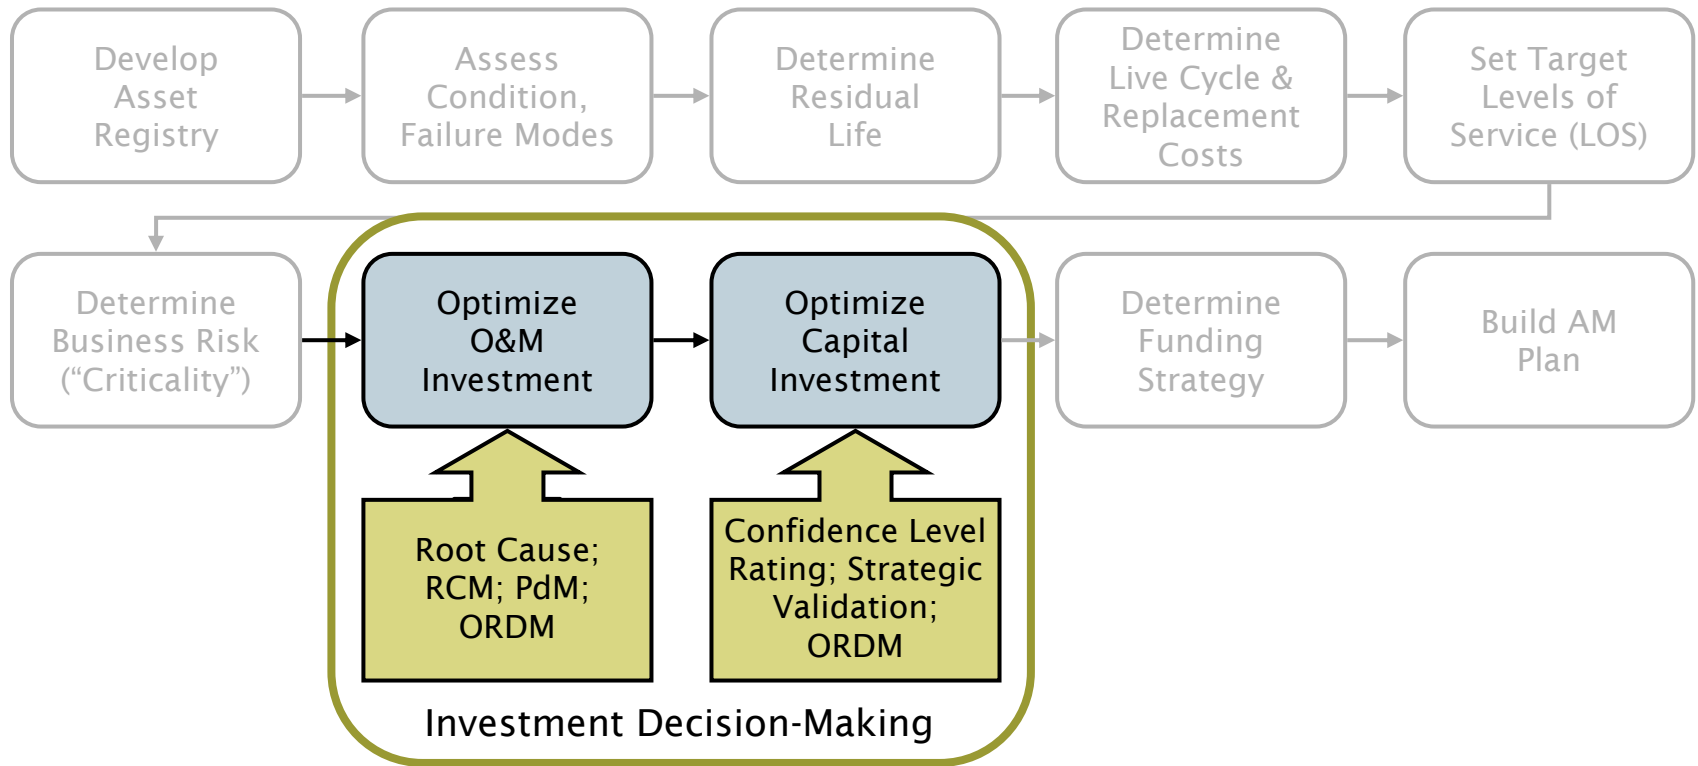 Develop
Asset
Registry
Assess
Condition,
Failure Modes
Determine
Residual
Life
Determine
Live Cycle &
Replacement
Costs
Set Target
Levels of
Service (LOS)
Determine
Business Risk
(“Criticality”)
Optimize
O&M
Investment
Optimize
Capital
Investment
Determine
Funding
Strategy
Build AM
Plan
Root Cause;
RCM; PdM;
ORDM
Confidence Level
Rating; Strategic
Validation;
ORDM
Investment Decision-Making